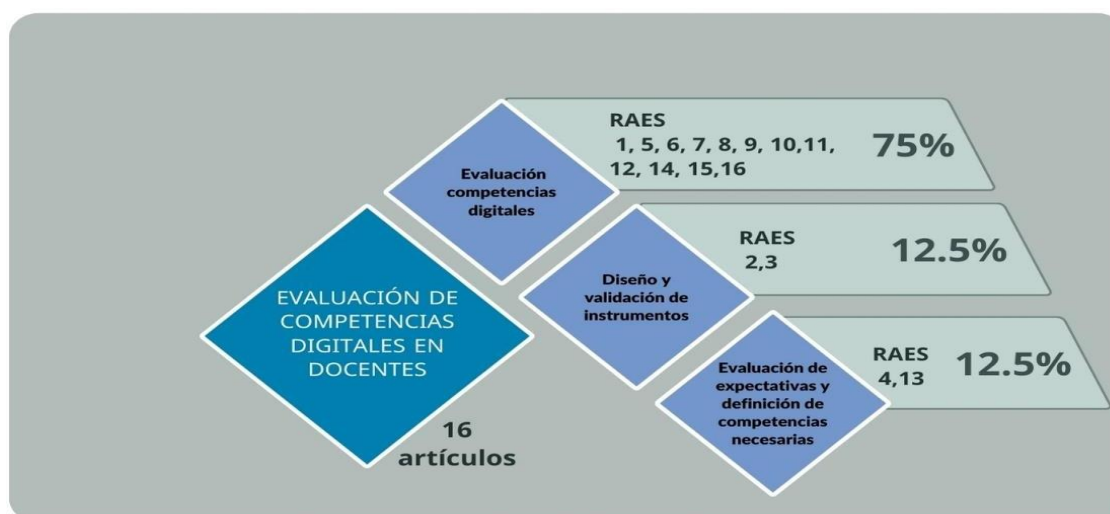 EVALUACIÓN DE
COMPETENCIAS
DIGITALES EN
DOCENTES
16
artículos
Evaluación
competencias
digitales
RAES
1, 5, 6, 7, 8, 9, 10,11,
12, 14, 15,16
75%
Diseño y
validación de
instrumentos
RAES
2,3
12.5%
Evaluación de
expectativas y
definición de
competencias
necesarias
RAES
4,13
12.5%